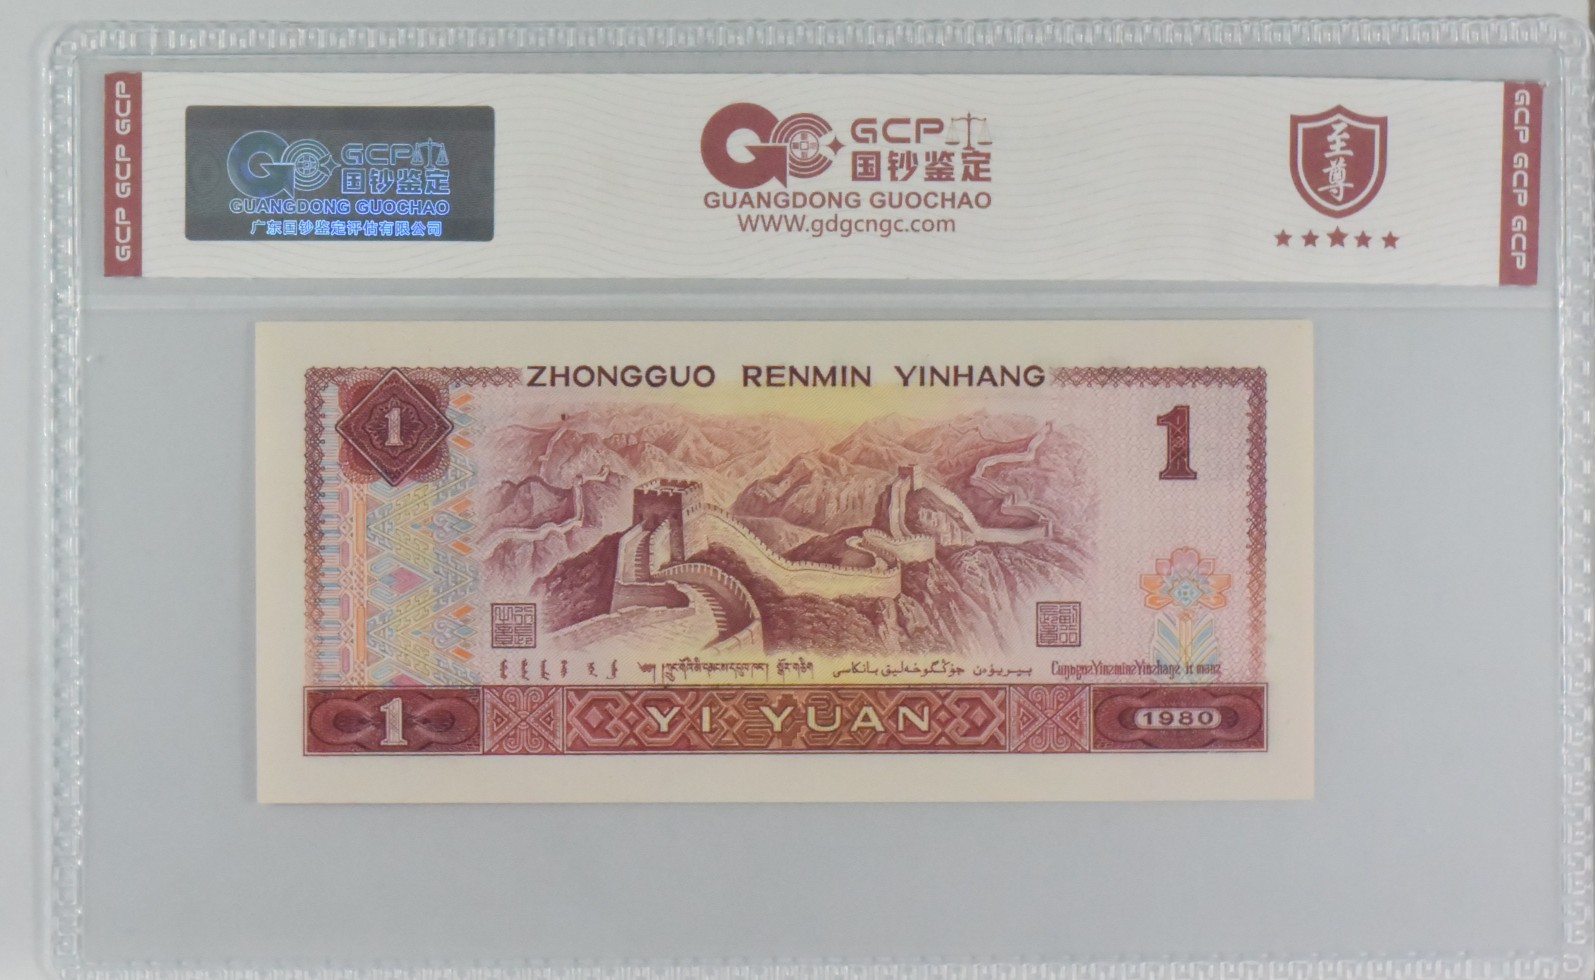 GCP GCP GCP
GCP 国钞鉴定
GUANGDONG GUOCHAO
广东国钞鉴定评估有限公司
GCP
国钞鉴定
GUANGDONG GUOCHAO
WWW.gdgcngc.com
至尊
GCP GCP GCP
ZHONGGUO RENMIN YINHANG
1
1
1
YI YUAN
1980